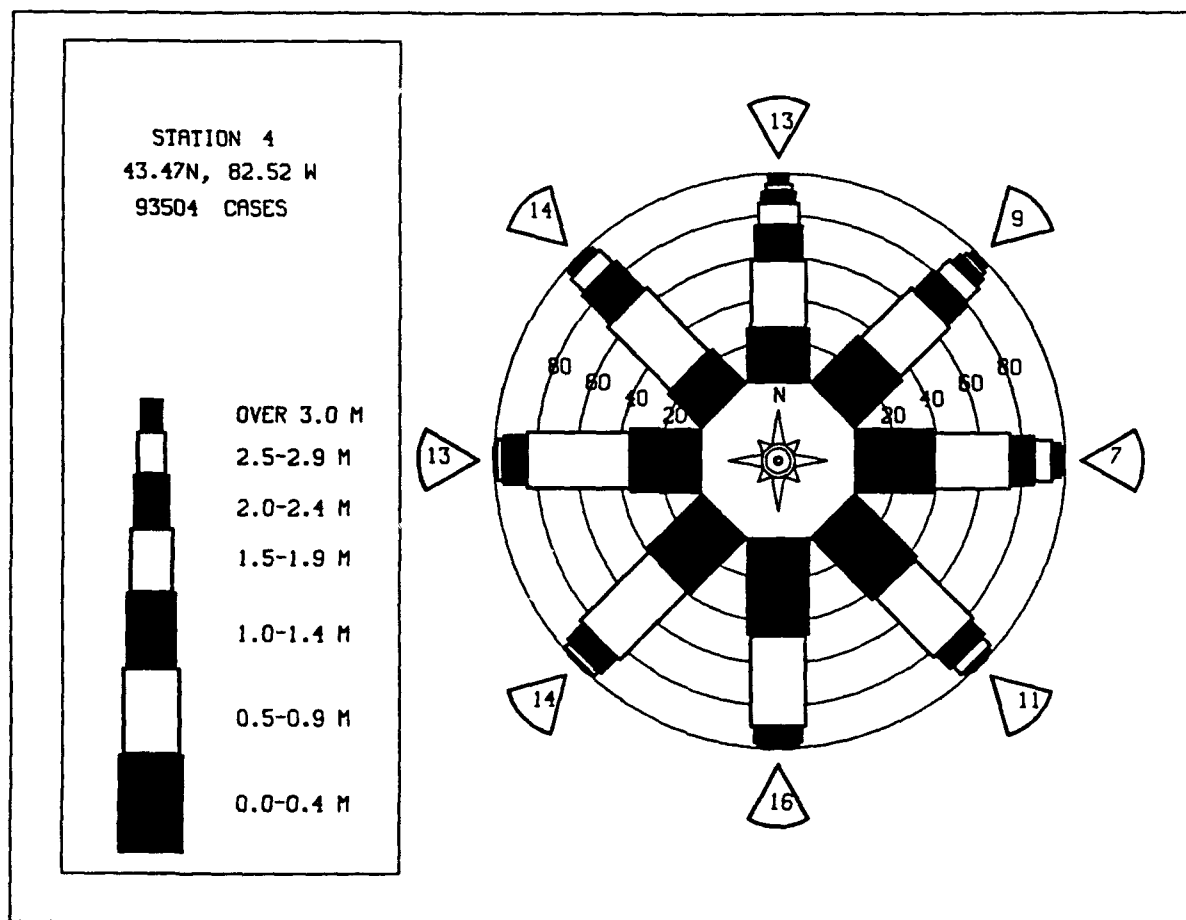 STATION 4
43.47N, 82.52 W
93504 CASES
OVER 3.0 M
2.5-2.9 M
2.0-2.4 M
1.5-1.9 M
1.0-1.4 M
0.5-0.9 M
0.0-0.4 M
13
14
9
80
60
40
20
N
20
40
60
80
13
7
14
11
16